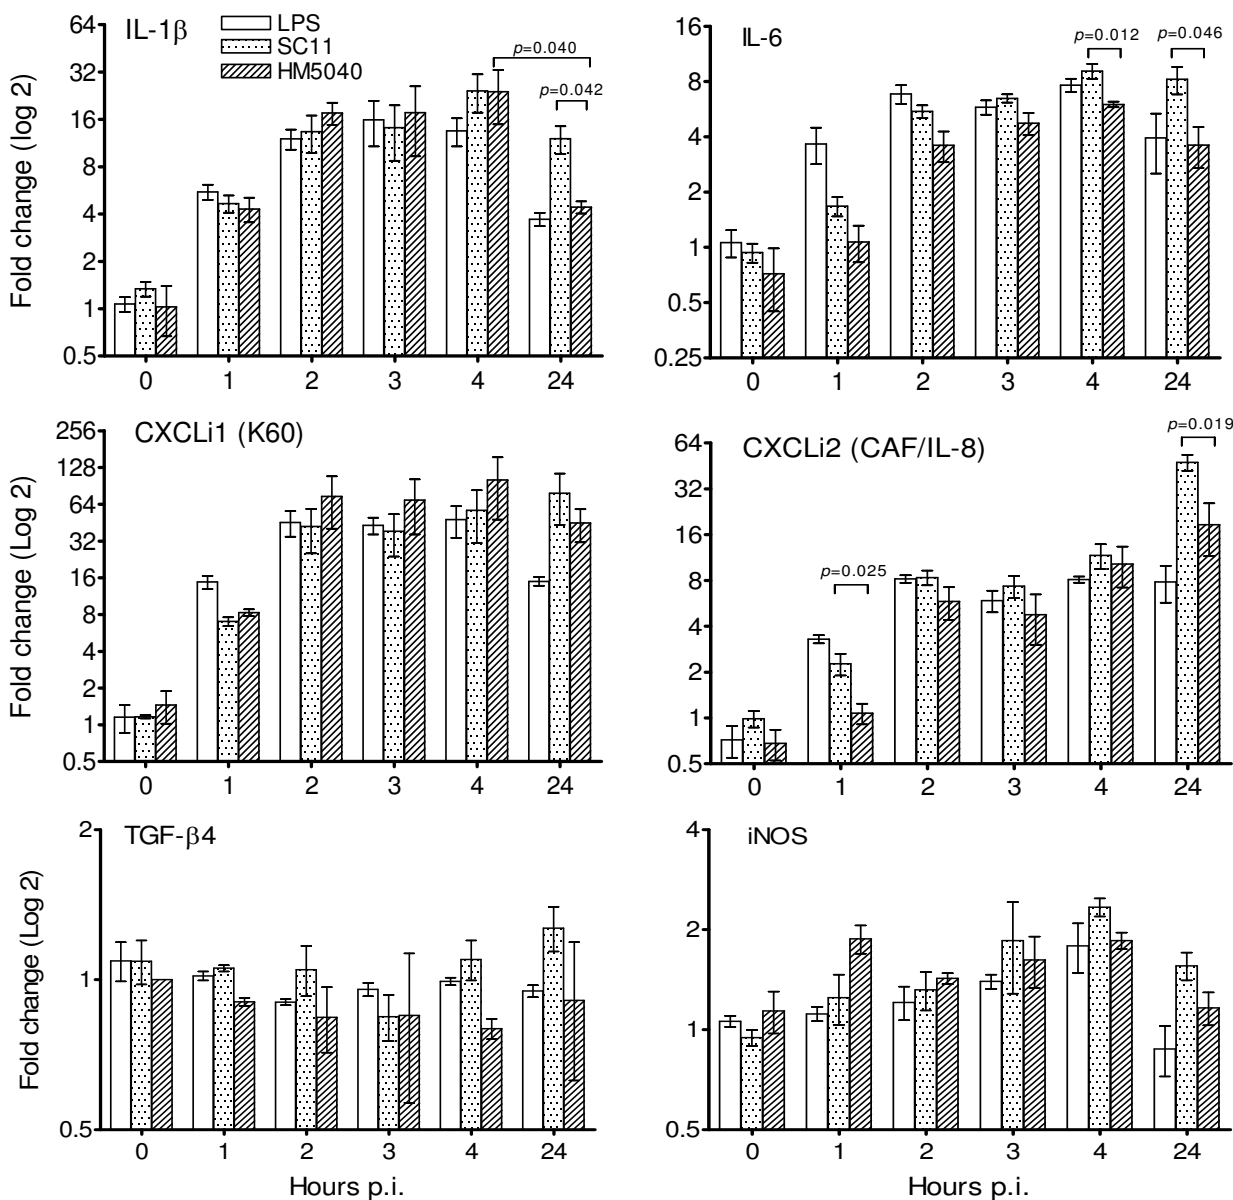 IL-1β
LPS
SC11
HM5040
p=0.040
p=0.042
Fold change (log 2)
64
32
16
8
4
2
1
0.5
0 1 2 3 4 24
IL-6
p=0.012
p=0.046
16
8
4
2
1
0.5
0.25
0 1 2 3 4 24
CXCLi1 (K60)
Fold change (Log 2)
256
128
64
32
16
8
4
2
1
0.5
0 1 2 3 4 24
CXCLi2 (CAF/IL-8)
p=0.025
p=0.019
64
32
16
8
4
2
1
0.5
0 1 2 3 4 24
TGF-β4
Fold change (Log 2)
2
1
0.5
0 1 2 3 4 24
Hours p.i.
iNOS
4
2
1
0.5
0 1 2 3 4 24
Hours p.i.